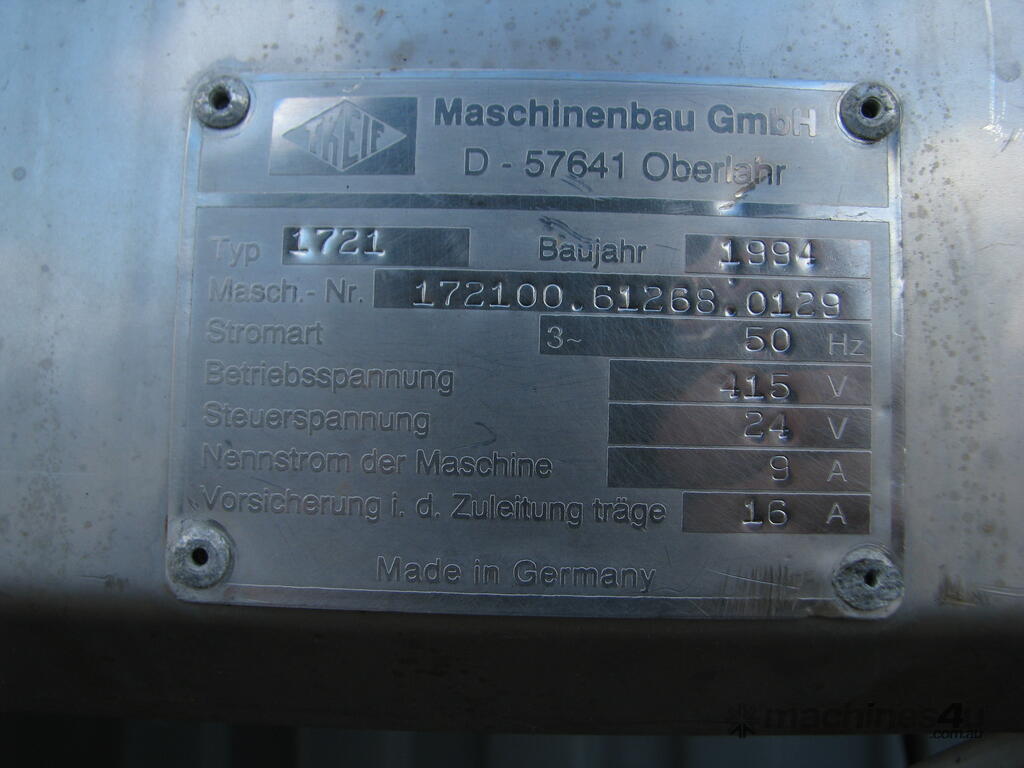 TREIF Maschinenbau GmbH
D - 57641 Oberlahr
Typ 1721 Baujahr 1994
Masch.- Nr. 172100.61268.0129
Stromart 3~ 50 Hz
Betriebsspannung 415 V
Steuerspannung 24 V
Nennstrom der Maschine 9 A
Vorsicherung i. d. Zuleitung träge 16 A
Made in Germany
machines4u
.com.au